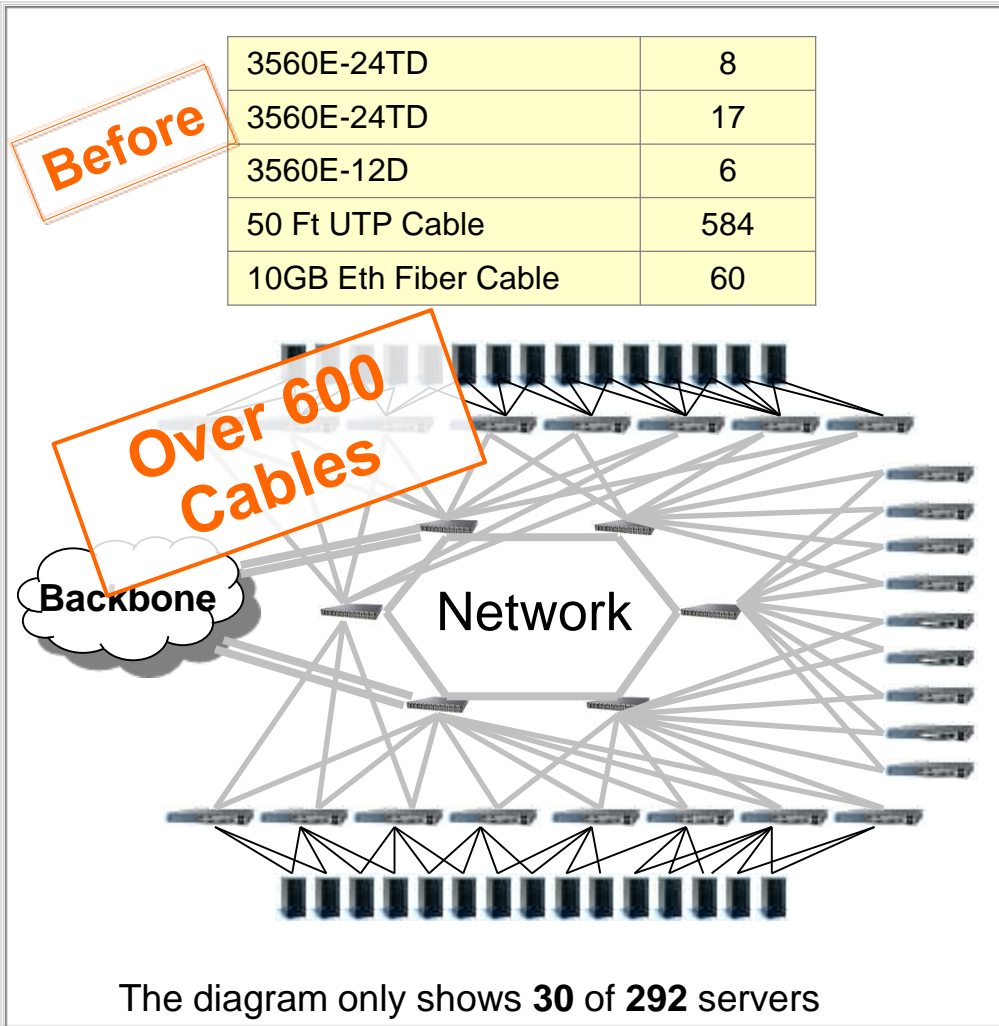 Before
3560E-24TD 8
3560E-24TD 17
3560E-12D 6
50 Ft UTP Cable 584
10GB Eth Fiber Cable 60
Over 600
Cables
Backbone
Network
The diagram only shows 30 of 292 servers